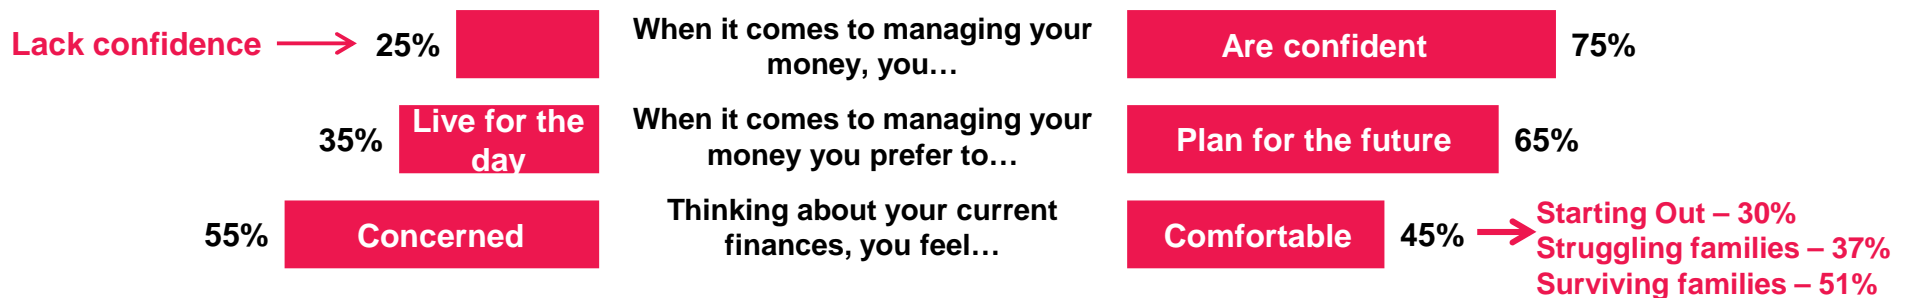 Lack confidence
25%
When it comes to managing your
money, you…
Are confident
75%
35%
Live for the
day
When it comes to managing your
money you prefer to…
Plan for the future
65%
55%
Concerned
Thinking about your current
finances, you feel…
Comfortable
45%
Starting Out – 30%
Struggling families – 37%
Surviving families – 51%